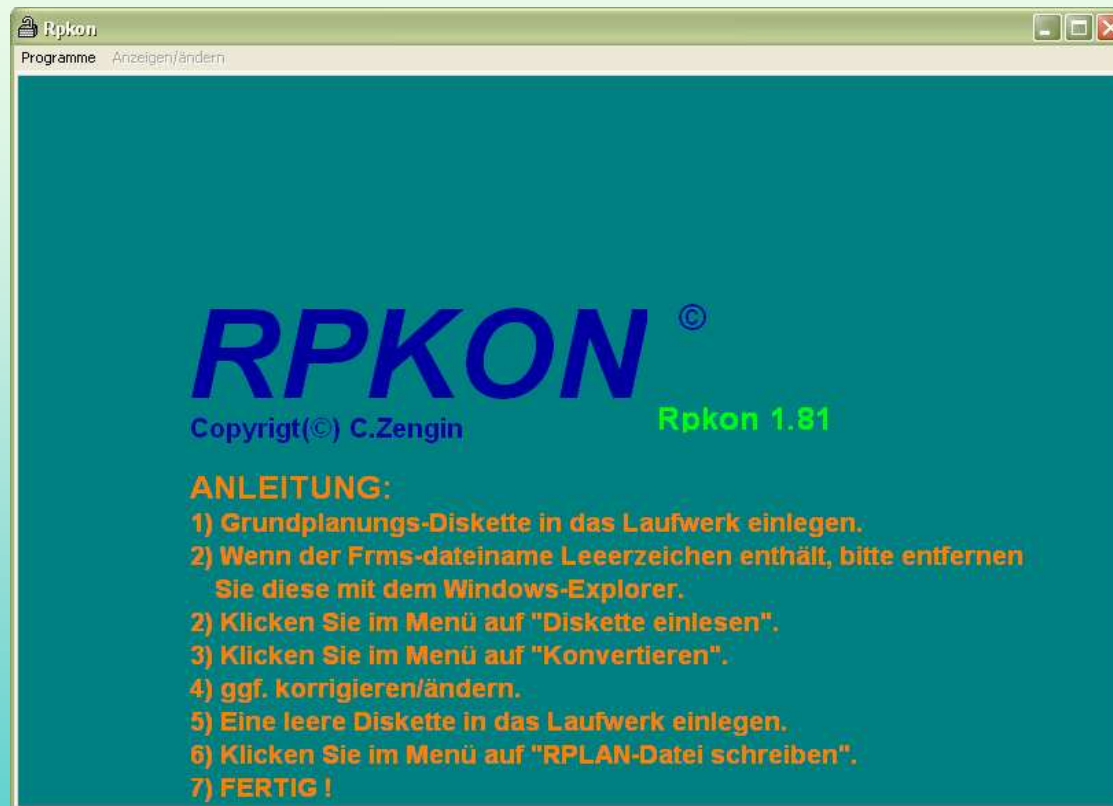 Rpkon
Programme Anzeigen/ändern
RPKON ©
Copyrigt(©) C.Zengin
Rpkon 1.81
ANLEITUNG:
1) Grundplanungs-Diskette in das Laufwerk einlegen.
2) Wenn der Frms-dateiname Leeerzeichen enthält, bitte entfernen
Sie diese mit dem Windows-Explorer.
2) Klicken Sie im Menü auf "Diskette einlesen".
3) Klicken Sie im Menü auf "Konvertieren".
4) ggf. korrigieren/ändern.
5) Eine leere Diskette in das Laufwerk einlegen.
6) Klicken Sie im Menü auf "RPLAN-Datei schreiben".
7) FERTIG !